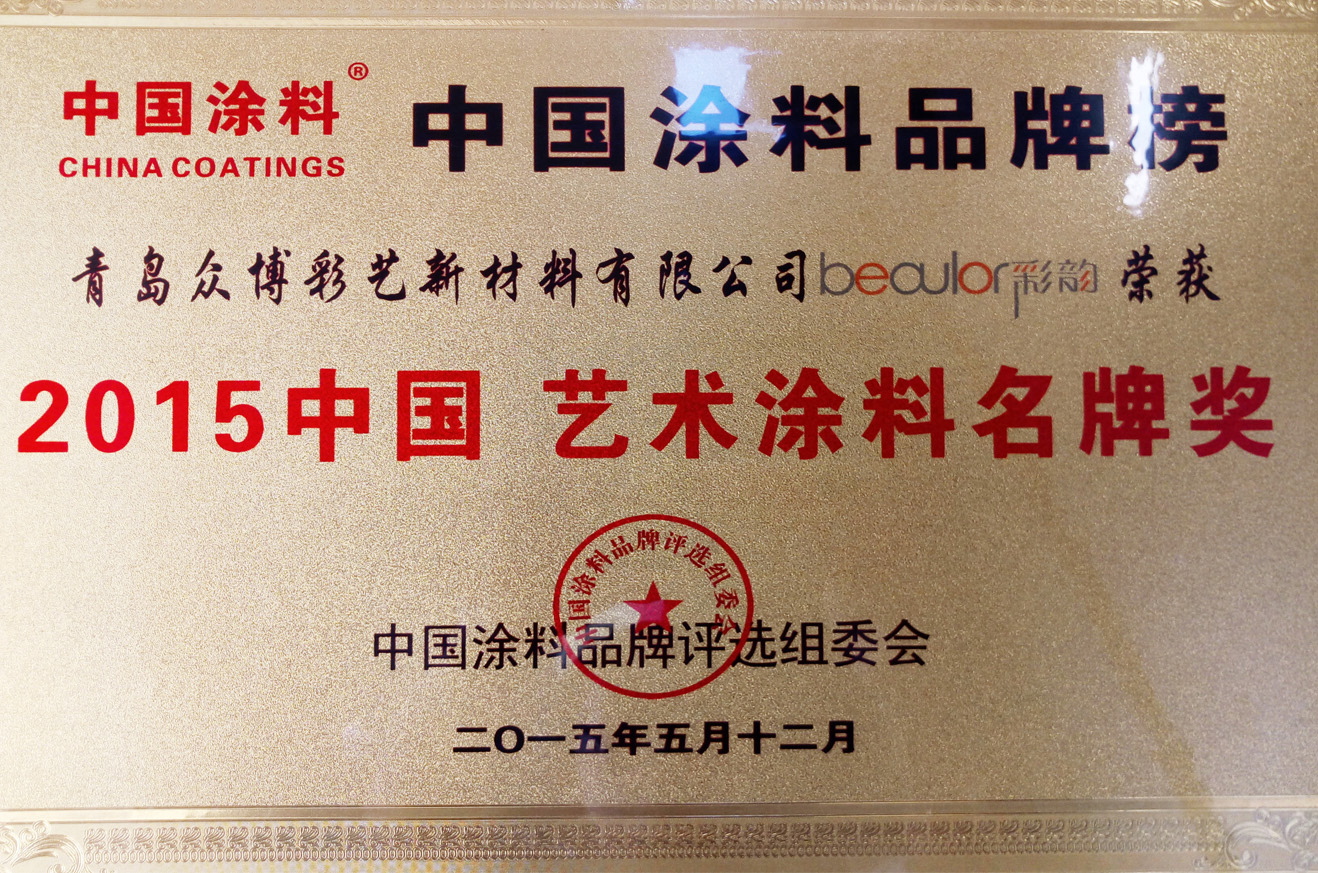 中国涂料®
CHINA COATINGS
中国涂料品牌榜
青岛众博彩艺新材料有限公司beaulor彩韵 荣获
2015中国 艺术涂料名牌奖
中国涂料品牌评选组委会
中国涂料品牌评选组委会
二〇一五年五月十二月